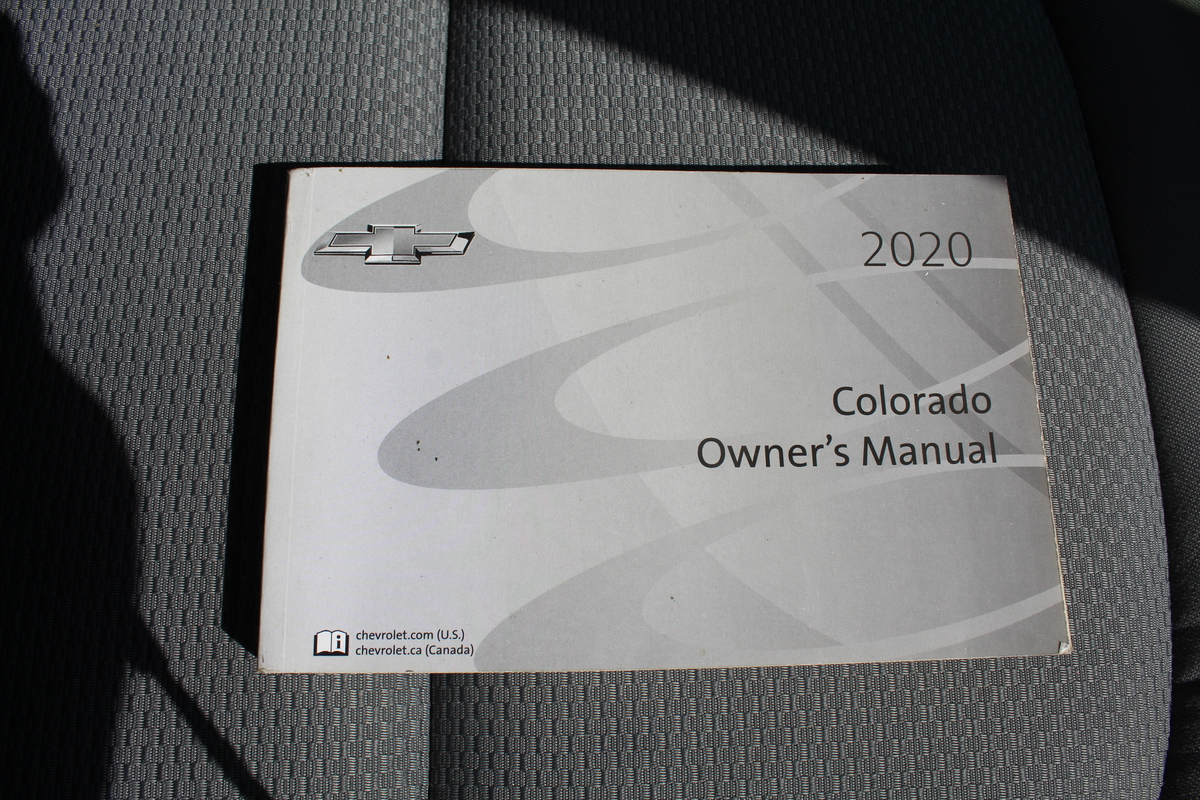 2020
Colorado
Owner's Manual
chevrolet.com (U.S.)
chevrolet.ca (Canada)